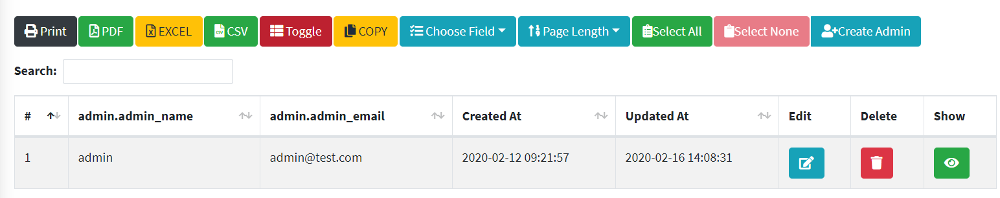 Print PDF EXCEL CSV Toggle COPY Choose Field Page Length Select All Select None Create Admin
Search:
# admin.admin_name admin.admin_email Created At Updated At Edit Delete Show
1 admin admin@test.com 2020-02-12 09:21:57 2020-02-16 14:08:31